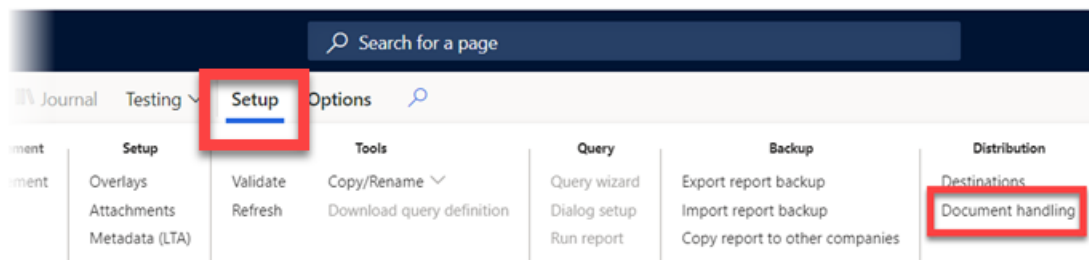 Search for a page
Journal Testing Setup Options
Setup Tools Query Backup Distribution
Overlays Validate Copy/Rename Query wizard Export report backup Destinations
Attachments Refresh Download query definition Dialog setup Import report backup Document handling
Metadata (LTA) Run report Copy report to other companies